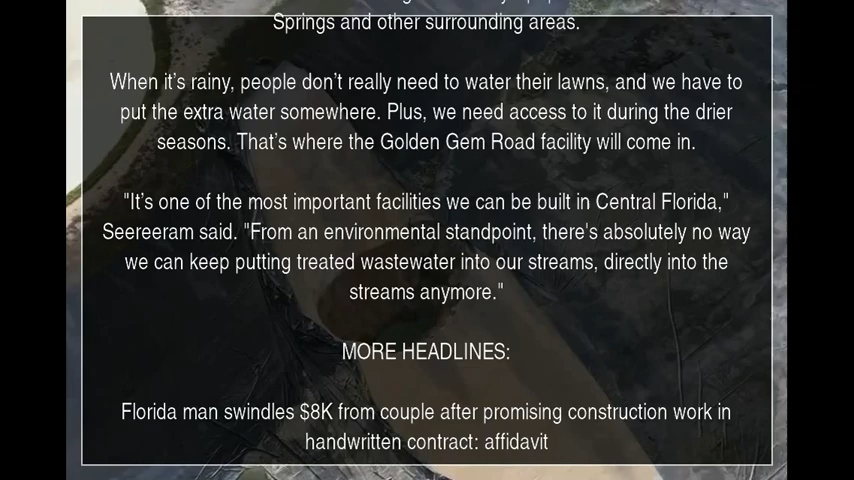 Springs and other surrounding areas.
When it's rainy, people don't really need to water their lawns, and we have to
put the extra water somewhere. Plus, we need access to it during the drier
seasons. That's where the Golden Gem Road facility will come in.
"It's one of the most important facilities we can be built in Central Florida,"
Seereeram said. "From an environmental standpoint, there's absolutely no way
we can keep putting treated wastewater into our streams, directly into the
streams anymore."
MORE HEADLINES:
Florida man swindles $8K from couple after promising construction work in
handwritten contract: affidavit